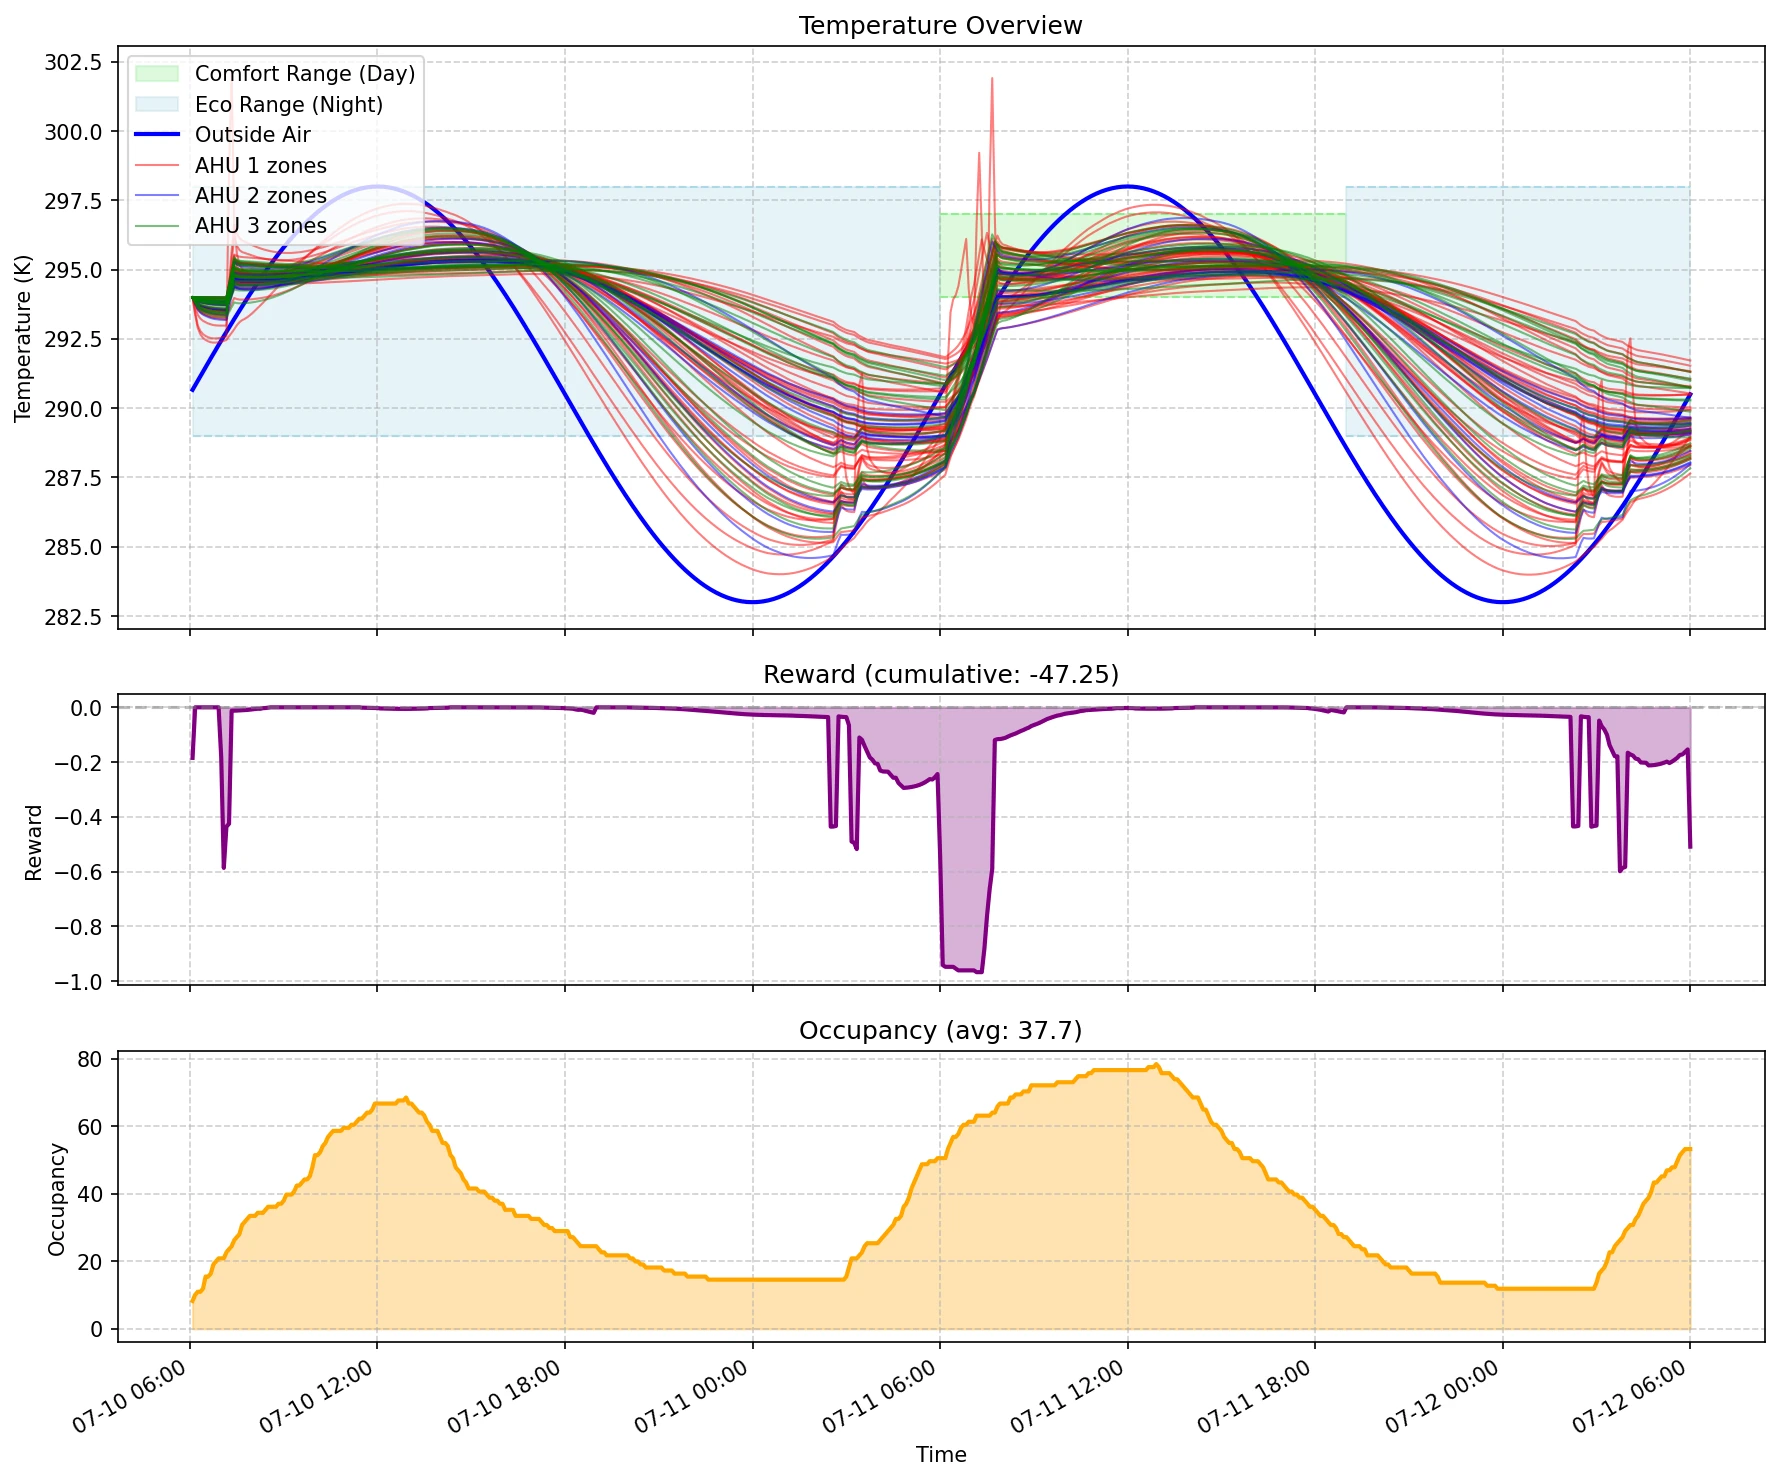 Temperature Overview
302.5
300.0
297.5
295.0
292.5
290.0
287.5
285.0
282.5
Temperature (K)
Comfort Range (Day)
Eco Range (Night)
Outside Air
AHU 1 zones
AHU 2 zones
AHU 3 zones
Reward (cumulative: -47.25)
0.0
−0.2
−0.4
−0.6
−0.8
−1.0
Reward
Occupancy (avg: 37.7)
80
60
40
20
0
Occupancy
07-10 06:00
07-10 12:00
07-10 18:00
07-11 00:00
07-11 06:00
07-11 12:00
07-11 18:00
07-12 00:00
07-12 06:00
Time